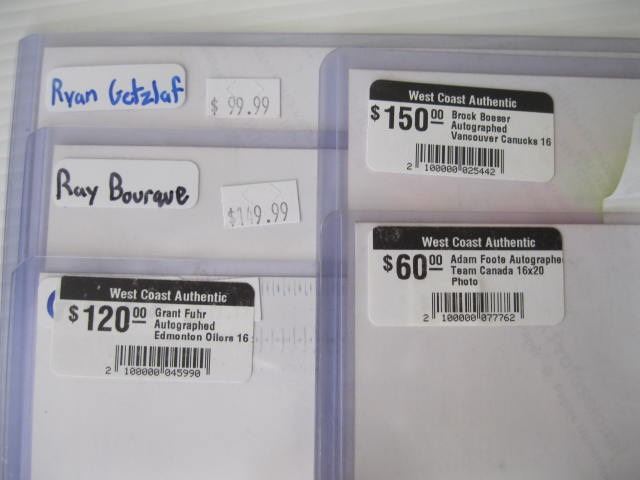 Ryan Getzlaf
$ 99.99
Ray Bourque
$149.99
West Coast Authentic
$ 120 00 Grant Fuhr
Autographed
Edmonton Oilers 16
2 100000 045990
West Coast Authentic
$ 150 00 Brock Boeser
Autographed
Vancouver Canucks 16
2 100000 025442
West Coast Authentic
$ 60 00 Adam Foote Autographe
Team Canada 16x20
Photo
2 100000 077762